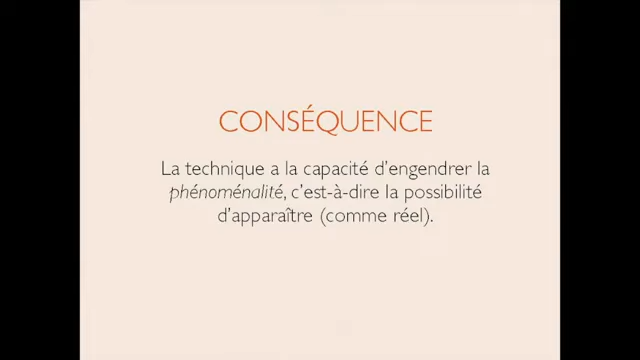 CONSÉQUENCE
La technique a la capacité d'engendrer la
phénoménalité, c'est-à-dire la possibilité
d'apparaître (comme réel).